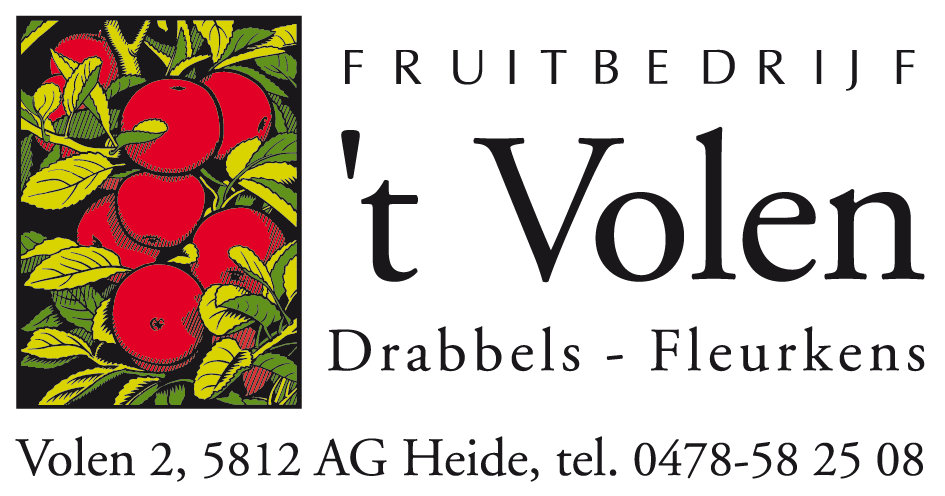 FRUITBEDRIJF
't Volen
Drabbels - Fleurkens
Volen 2, 5812 AG Heide, tel. 0478-58 25 08